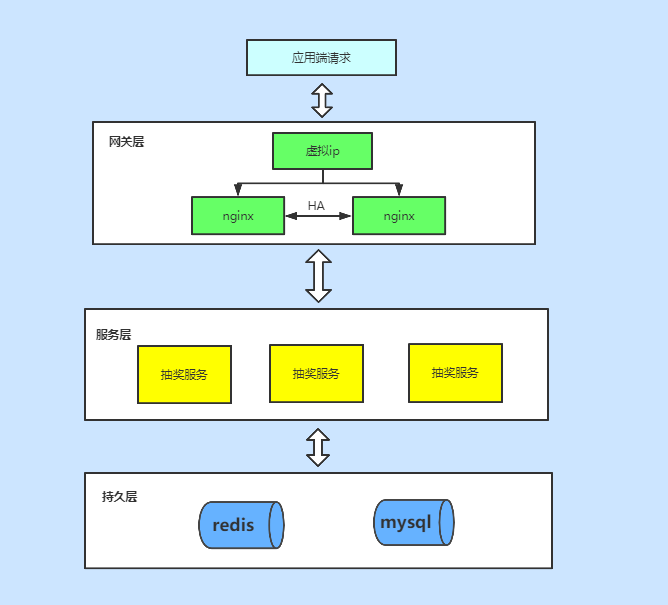 应用端请求
网关层
虚拟ip
nginx
HA
nginx
服务层
抽奖服务
抽奖服务
抽奖服务
持久层
redis
mysql